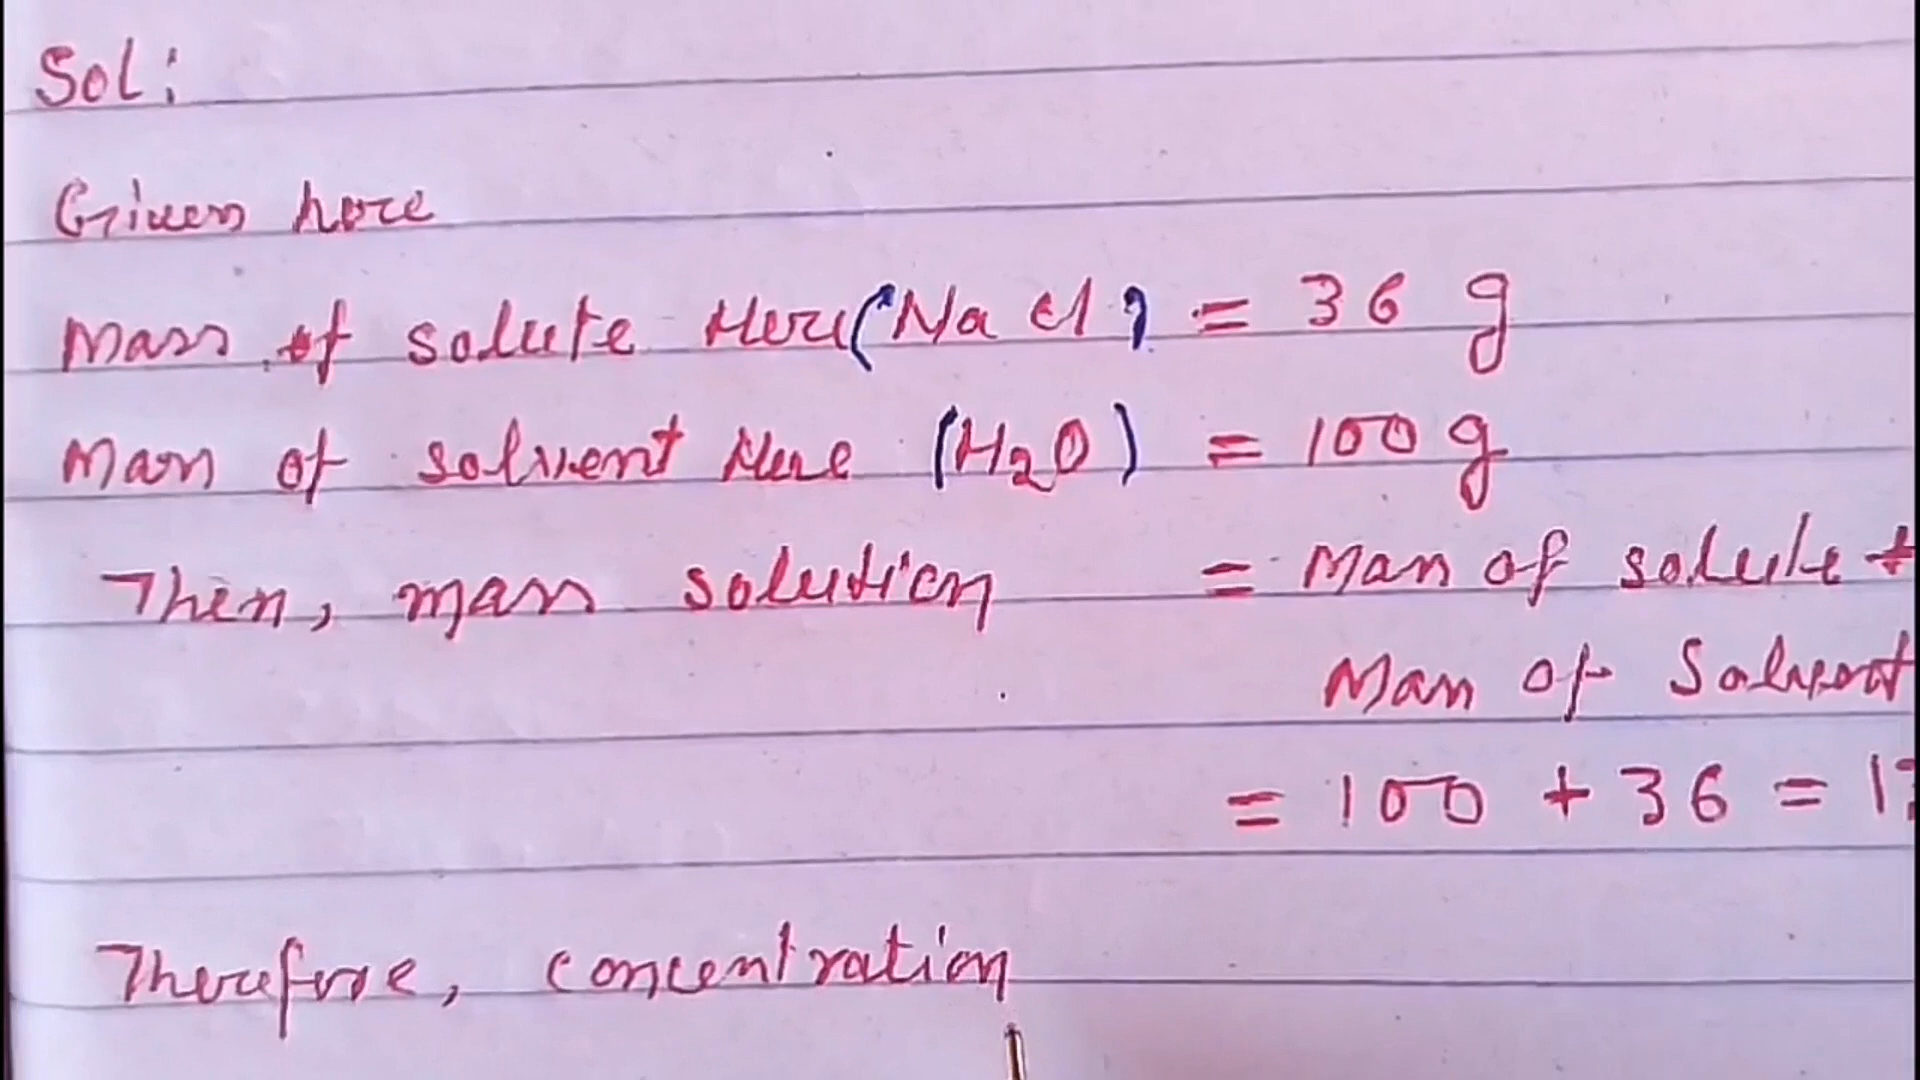 Sol:
Given here
Mass of solute Here (NaCl) = 36 g
Mass of solvent Here (H2O) = 100 g
Then, mass solution = Mass of solute +
Mass of Solvent
= 100 + 36 = 1
Therefore, concentration